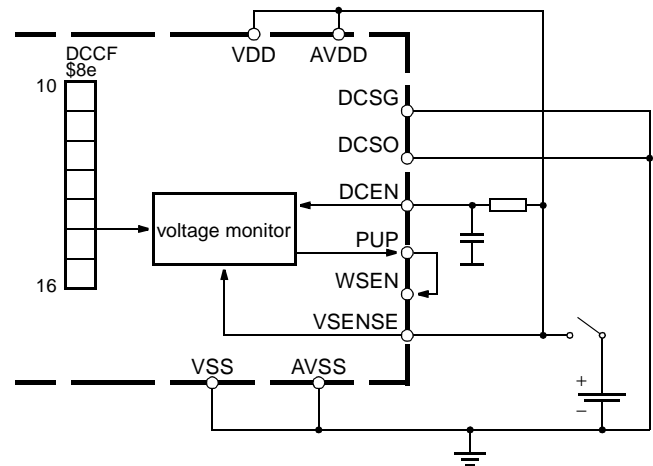 DCCF
$8e
10
16
VDD
AVDD
DCSG
DCSO
DCEN
voltage monitor
PUP
WSEN
VSENSE
VSS
AVSS
+
−